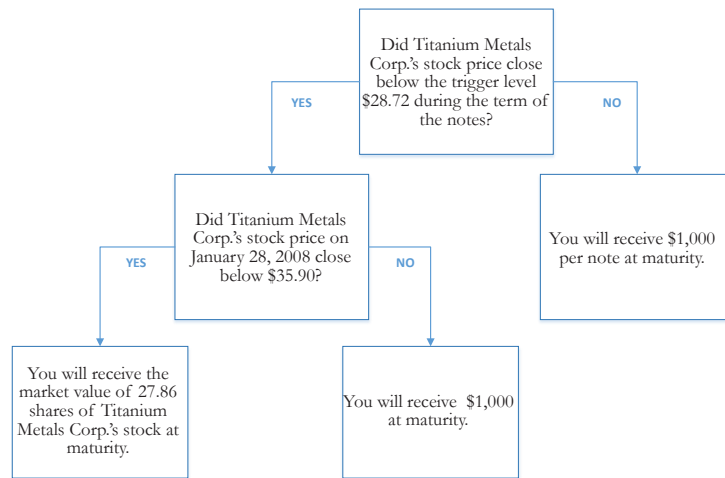 Did Titanium Metals
Corp.'s stock price close
below the trigger level
$28.72 during the term of
the notes?
YES
NO
Did Titanium Metals
Corp.'s stock price on
January 28, 2008 close
below $35.90?
You will receive $1,000
per note at maturity.
YES
NO
You will receive the
market value of 27.86
shares of Titanium
Metals Corp.'s stock at
maturity.
You will receive $1,000
at maturity.